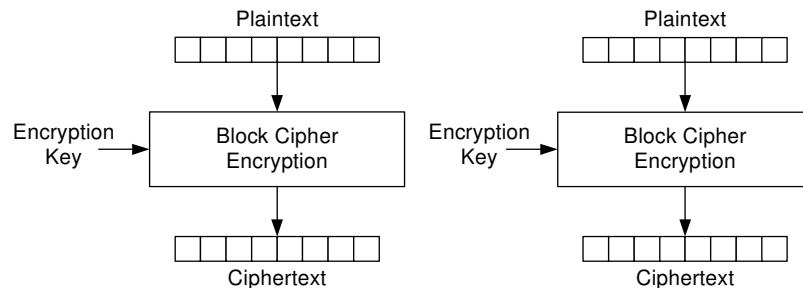 Plaintext
Plaintext
Encryption
Key
Block Cipher
Encryption
Encryption
Key
Block Cipher
Encryption
Ciphertext
Ciphertext